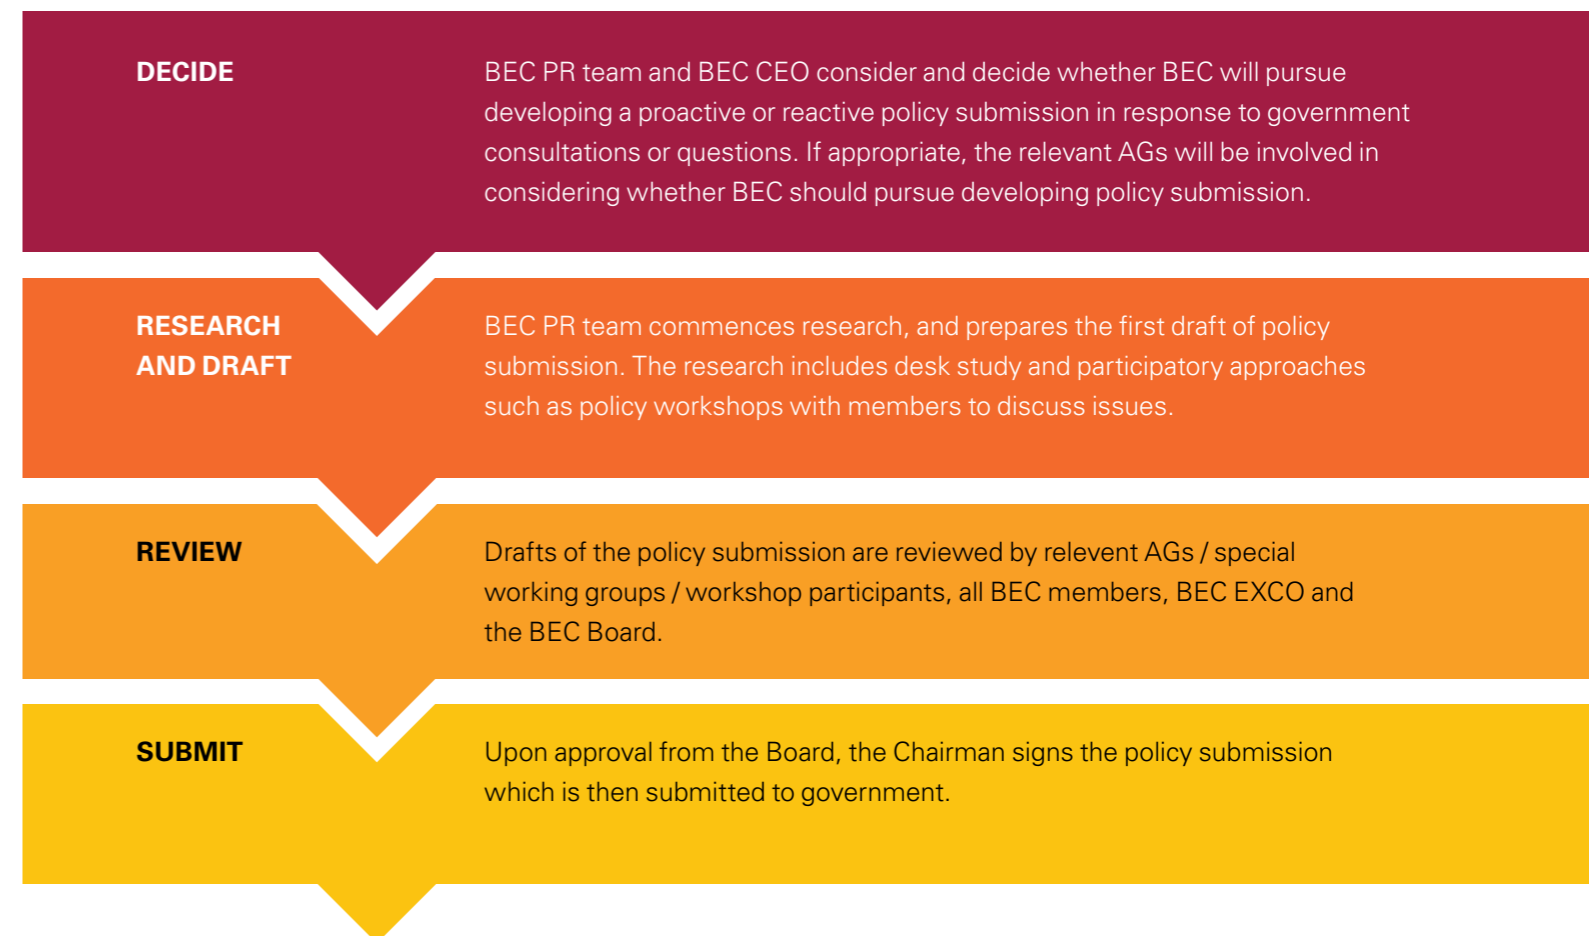 DECIDE
BEC PR team and BEC CEO consider and decide whether BEC will pursue
developing a proactive or reactive policy submission in response to government
consultations or questions. If appropriate, the relevant AGs will be involved in
considering whether BEC should pursue developing policy submission.
RESEARCH
AND DRAFT
BEC PR team commences research, and prepares the first draft of policy
submission. The research includes desk study and participatory approaches
such as policy workshops with members to discuss issues.
REVIEW
Drafts of the policy submission are reviewed by relevent AGs / special
working groups / workshop participants, all BEC members, BEC EXCO and
the BEC Board.
SUBMIT
Upon approval from the Board, the Chairman signs the policy submission
which is then submitted to government.